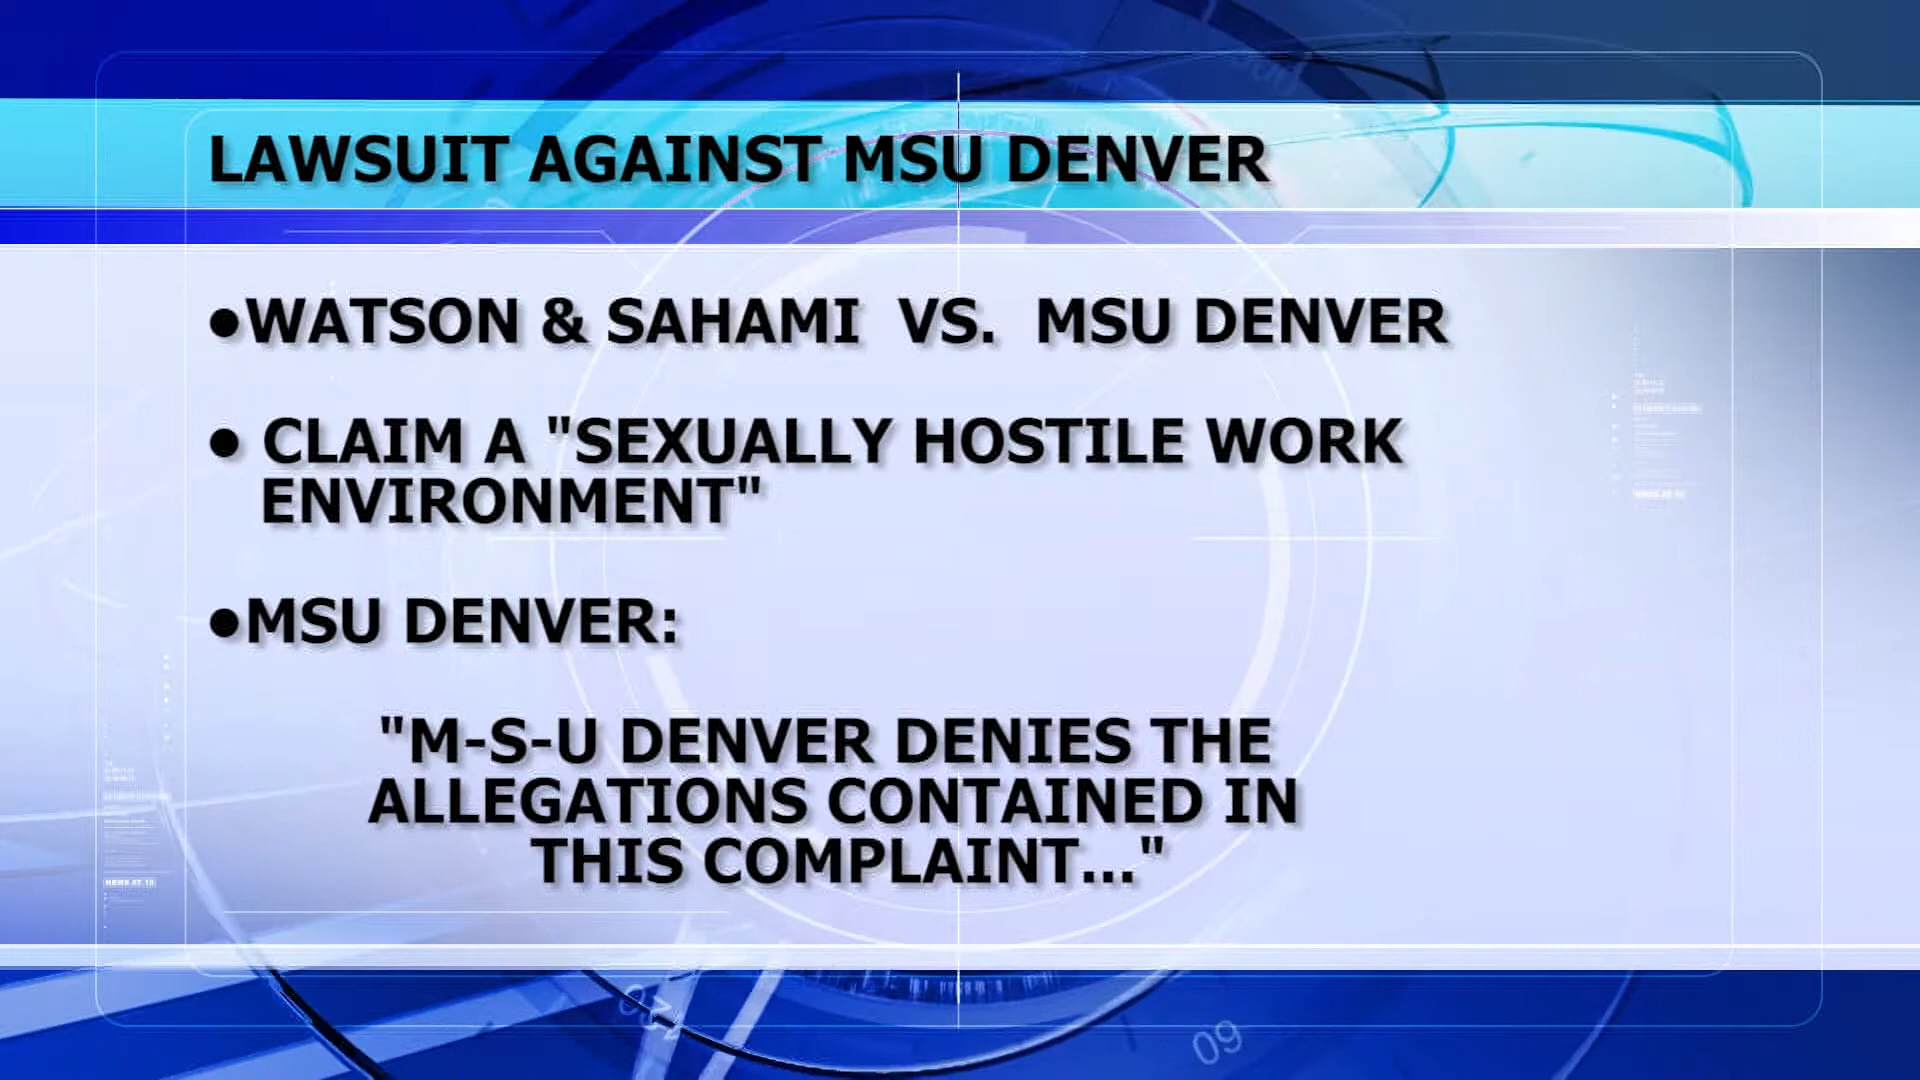 LAWSUIT AGAINST MSU DENVER
●WATSON & SAHAMI VS. MSU DENVER
● CLAIM A "SEXUALLY HOSTILE WORK
ENVIRONMENT"
●MSU DENVER:
"M-S-U DENVER DENIES THE
ALLEGATIONS CONTAINED IN
THIS COMPLAINT..."
09